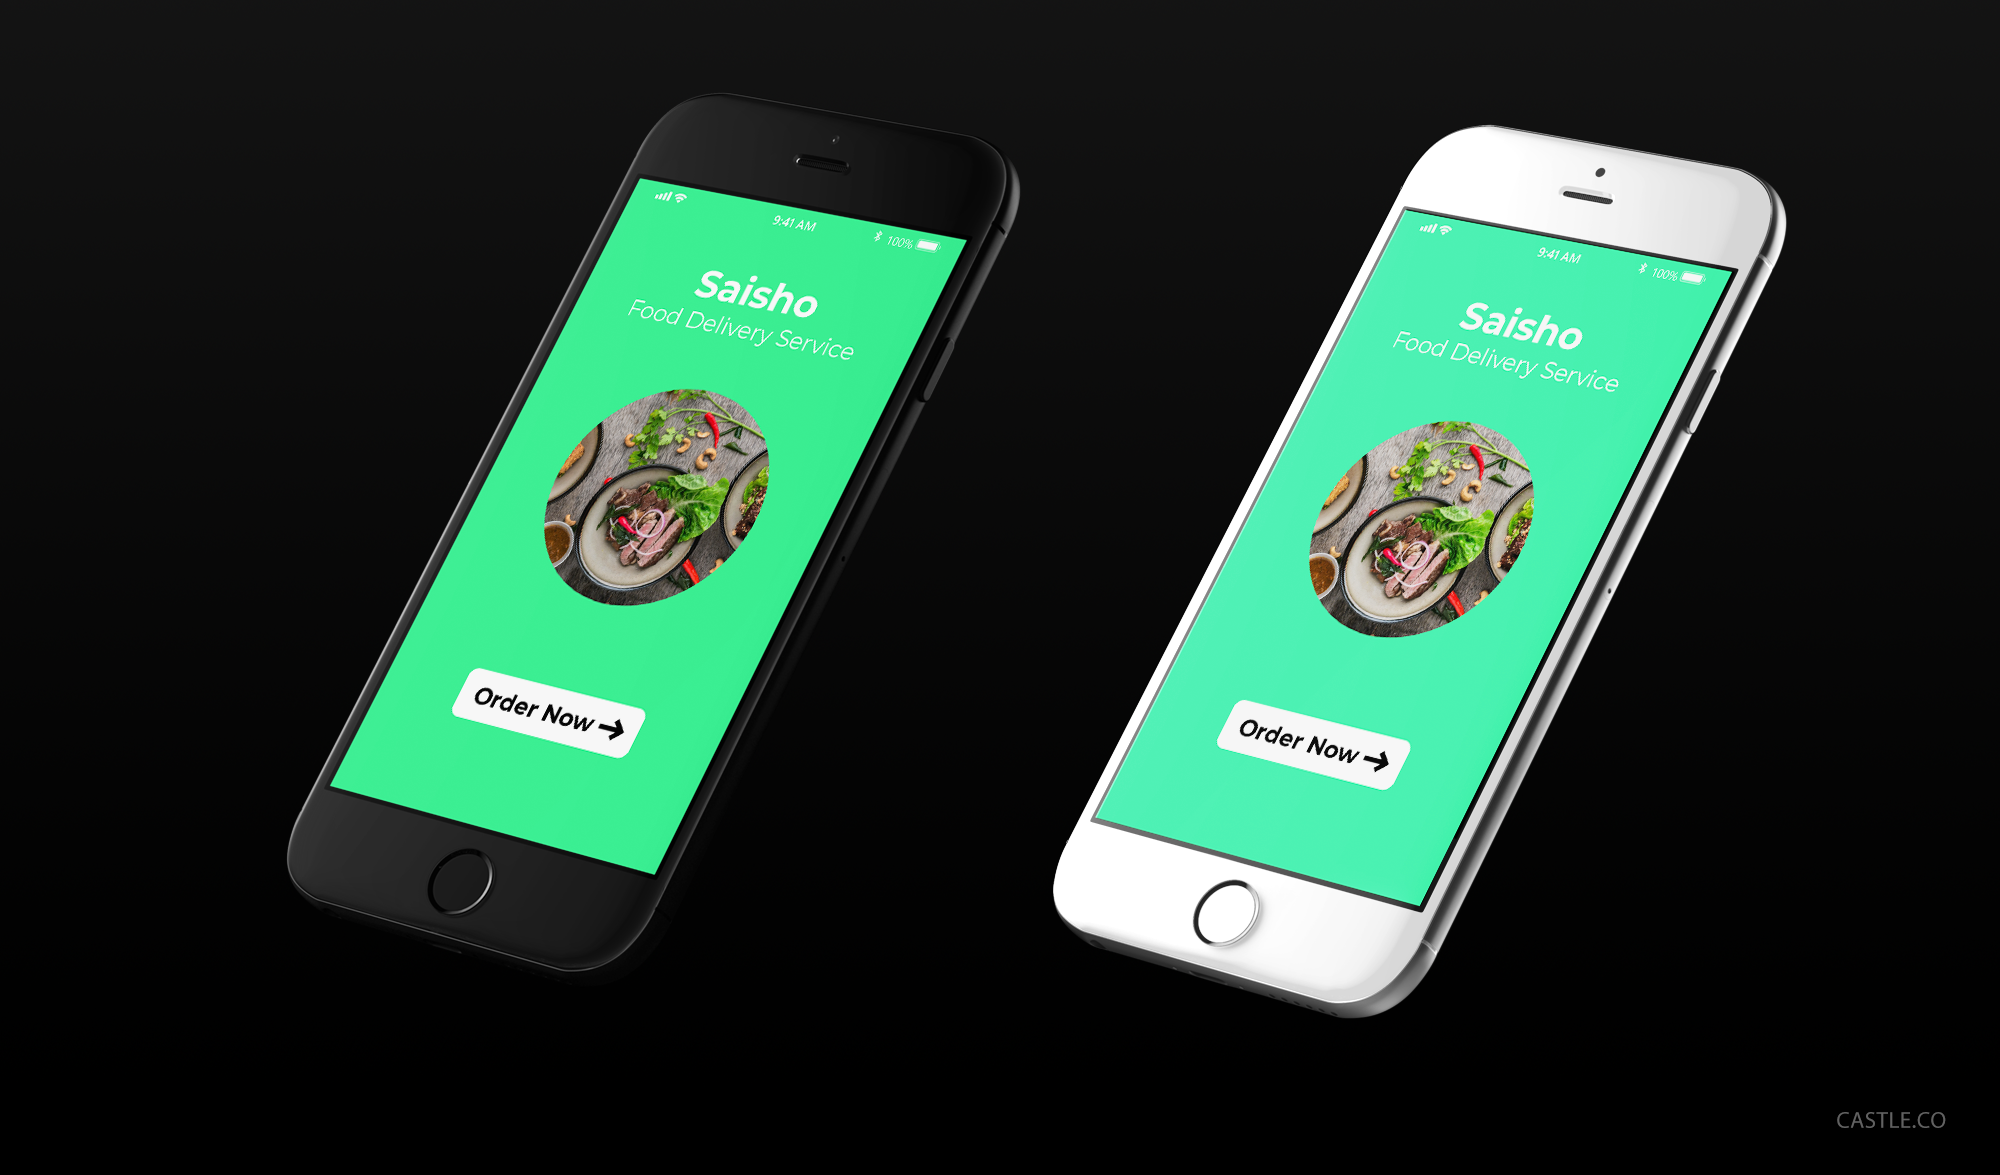 9:41 AM
100%
Saisho
Food Delivery Service
Order Now →
9:41 AM
100%
Saisho
Food Delivery Service
Order Now →
CASTLE.CO